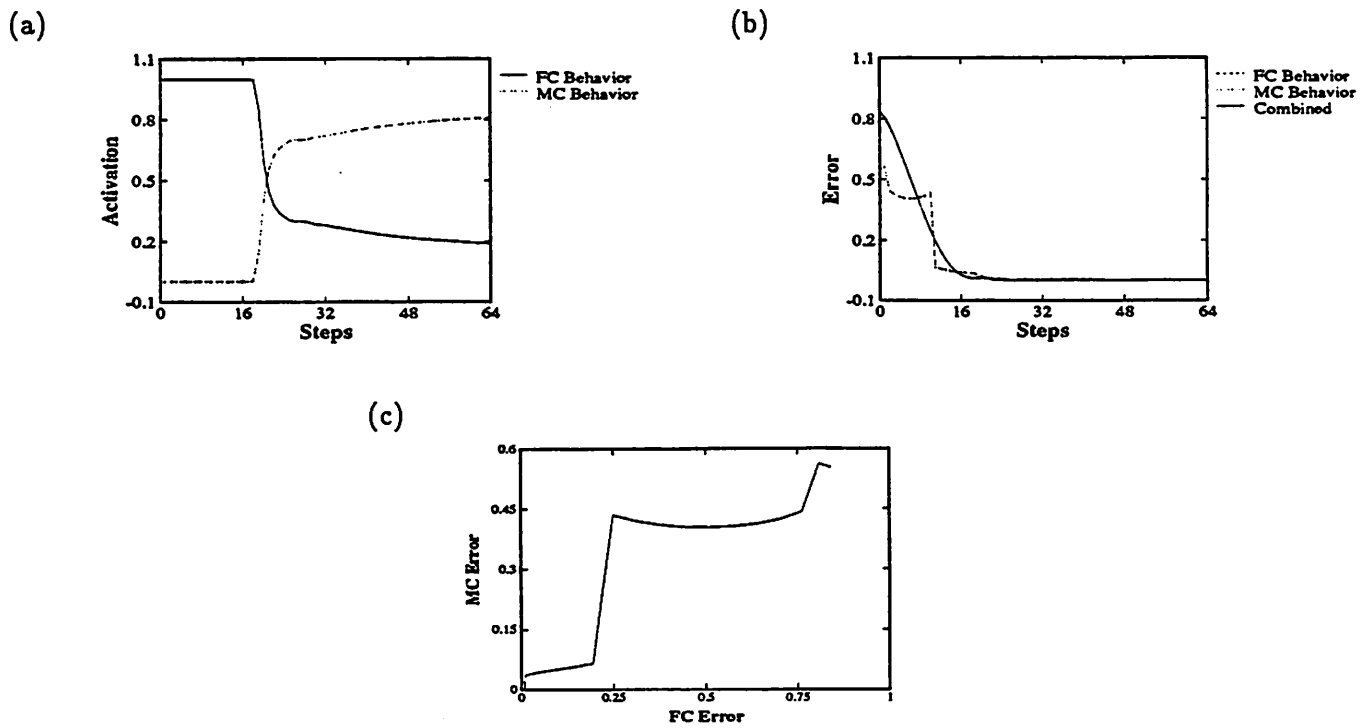 (a)
1.1
0.8
0.5
0.2
-0.1
Activation
0 16 32 48 64
Steps
FC Behavior
MC Behavior
(b)
1.1
0.8
0.5
0.2
-0.1
Error
0 16 32 48 64
Steps
FC Behavior
MC Behavior
Combined
(c)
0.6
0.45
0.3
0.15
0
MC Error
0 0.25 0.5 0.75 1
FC Error